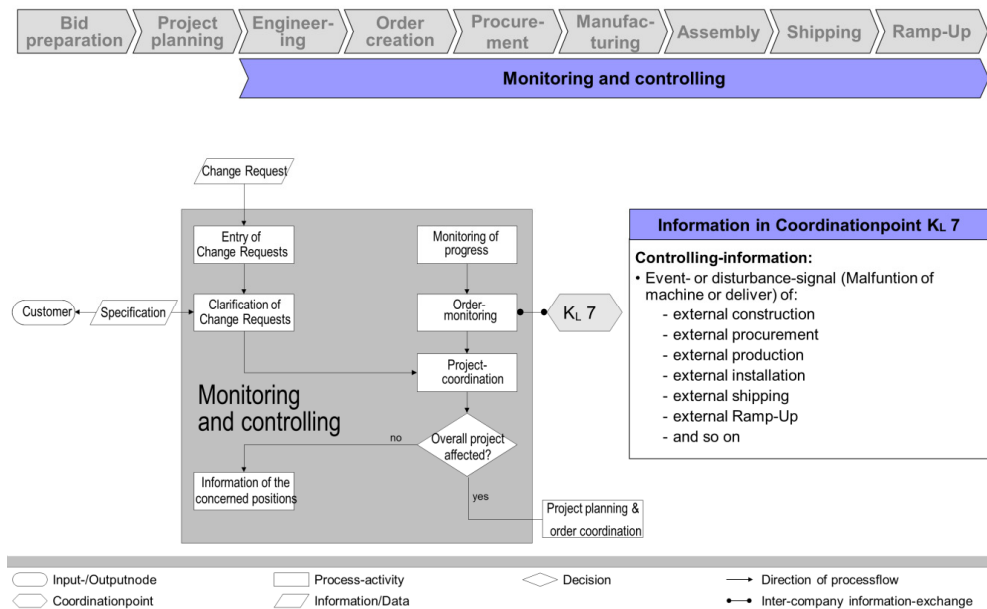 Bid
preparation
Project
planning
Engineer-
ing
Order
creation
Procure-
ment
Manufac-
turing
Assembly
Shipping
Ramp-Up
Monitoring and controlling
Change Request
Entry of
Change Requests
Monitoring of
progress
Customer
Specification
Clarification of
Change Requests
Order-
monitoring
KL 7
Project-
coordination
Monitoring
and controlling
no
Overall project
affected?
Information of the
concerned positions
yes
Project planning &
order coordination
Information in Coordinationpoint KL 7
Controlling-information:
• Event- or disturbance-signal (Malfuntion of
machine or deliver) of:
- external construction
- external procurement
- external production
- external installation
- external shipping
- external Ramp-Up
- and so on
Input-/Outputnode
Process-activity
Decision
Direction of processflow
Coordinationpoint
Information/Data
Inter-company information-exchange